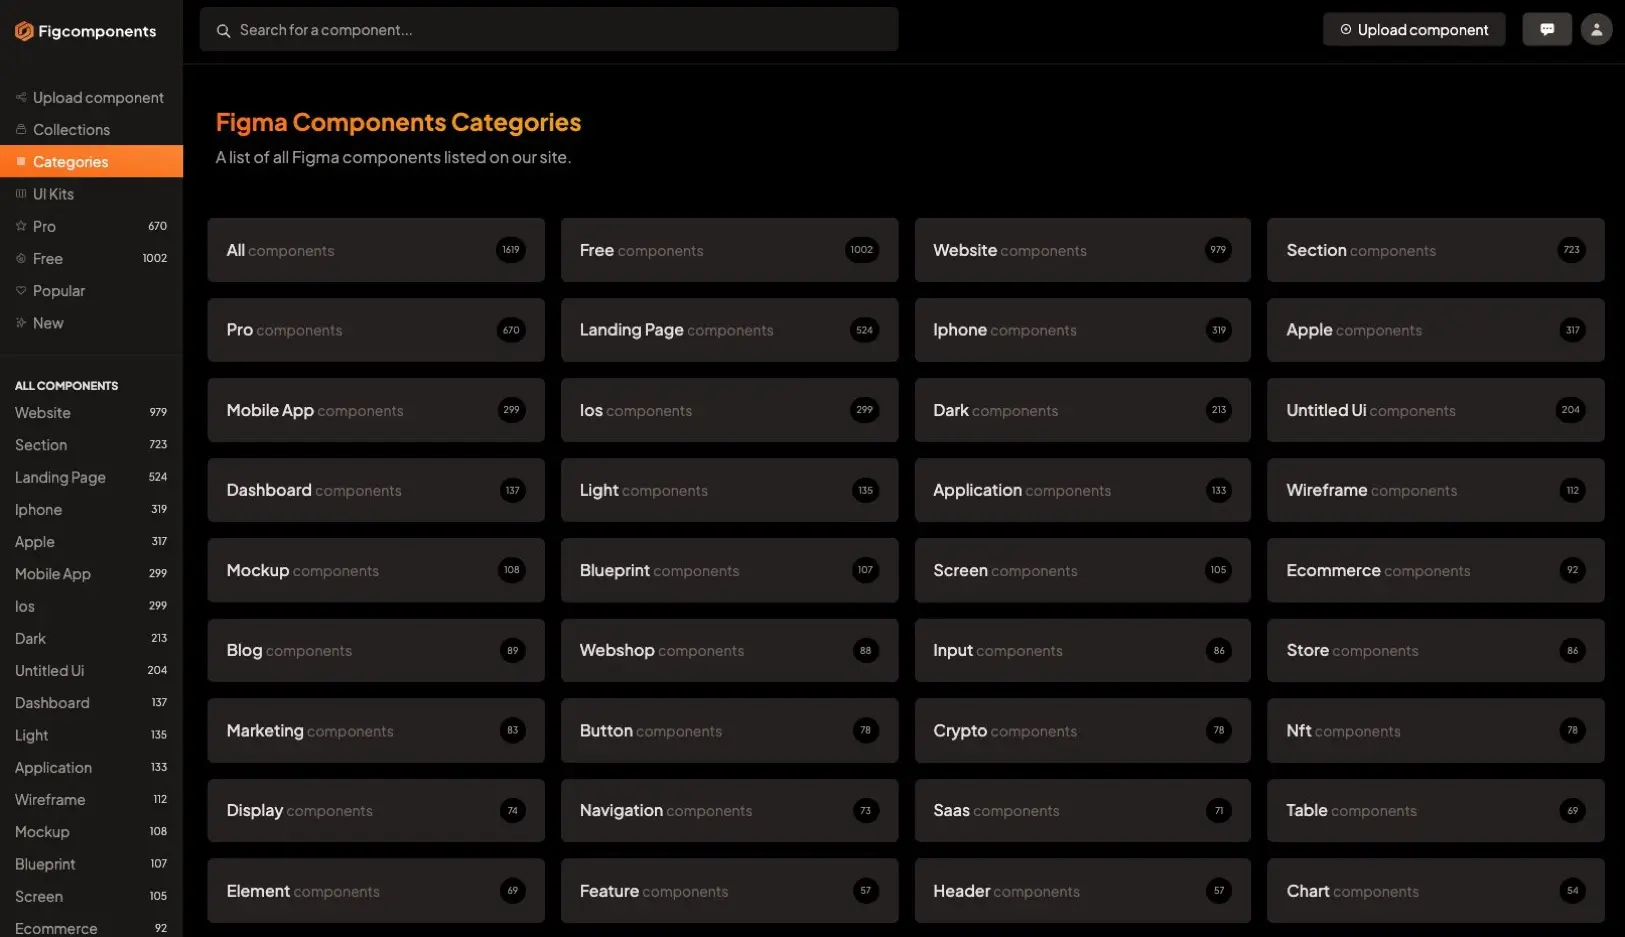 Figcomponents
Search for a component...
Upload component
Upload component
Collections
Categories
UI Kits
Pro 670
Free 1002
Popular
New
ALL COMPONENTS
Website 979
Section 723
Landing Page 524
Iphone 319
Apple 317
Mobile App 299
Ios 299
Dark 213
Untitled Ui 204
Dashboard 137
Light 135
Application 133
Wireframe 112
Mockup 108
Blueprint 107
Screen 105
Ecommerce 92
Figma Components Categories
A list of all Figma components listed on our site.
All components 1619
Free components 1002
Website components 979
Section components 723
Pro components 670
Landing Page components 524
Iphone components 319
Apple components 317
Mobile App components 299
Ios components 299
Dark components 213
Untitled Ui components 204
Dashboard components 137
Light components 135
Application components 133
Wireframe components 112
Mockup components 108
Blueprint components 107
Screen components 105
Ecommerce components 92
Blog components 89
Webshop components 88
Input components 86
Store components 86
Marketing components 83
Button components 78
Crypto components 78
Nft components 78
Display components 74
Navigation components 73
Saas components 71
Table components 69
Element components 69
Feature components 57
Header components 57
Chart components 54